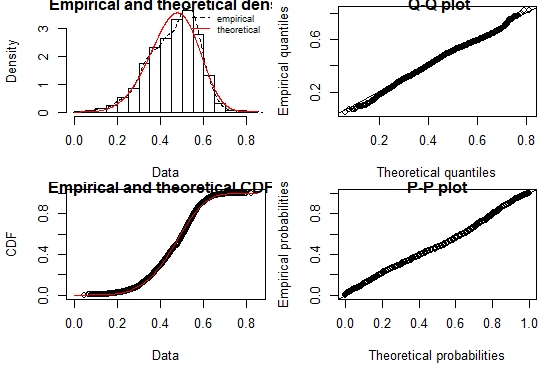 Empirical and theoretical dens
empirical
theoretical
Density
0 1 2 3
0.0 0.2 0.4 0.6 0.8
Data
Q-Q plot
Empirical quantiles
0.2 0.6
0.2 0.4 0.6 0.8
Theoretical quantiles
Empirical and theoretical CDF
CDF
0.0 0.4 0.8
0.0 0.2 0.4 0.6 0.8
Data
P-P plot
Empirical probabilities
0.0 0.4 0.8
0.0 0.2 0.4 0.6 0.8 1.0
Theoretical probabilities